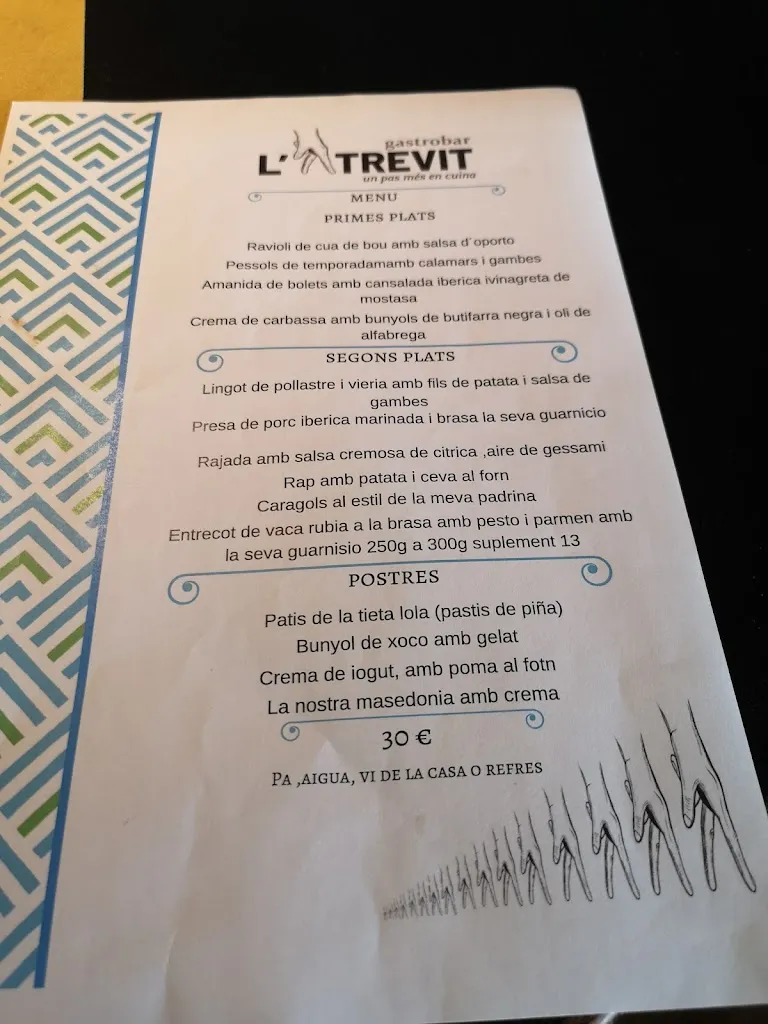 gastrobar
L'ATREVIT
un pas més en cuina
MENU
PRIMES PLATS
Ravioli de cua de bou amb salsa d'oporto
Pessols de temporadamamb calamars i gambes
Amanida de bolets amb cansalada iberica ivinagreta de
mostasa
Crema de carbassa amb bunyols de butifarra negra i oli de
alfabrega
SEGONS PLATS
Lingot de pollastre i vieria amb fils de patata i salsa de
gambes
Presa de porc iberica marinada i brasa la seva guarnicio
Rajada amb salsa cremosa de citrica ,aire de gessami
Rap amb patata i ceva al forn
Caragols al estil de la meva padrina
Entrecot de vaca rubia a la brasa amb pesto i parmen amb
la seva guarnisio 250g a 300g suplement 13
POSTRES
Patis de la tieta lola (pastis de piña)
Bunyol de xoco amb gelat
Crema de iogut, amb poma al fotn
La nostra masedonia amb crema
30 €
PA ,AIGUA, VI DE LA CASA O REFRES